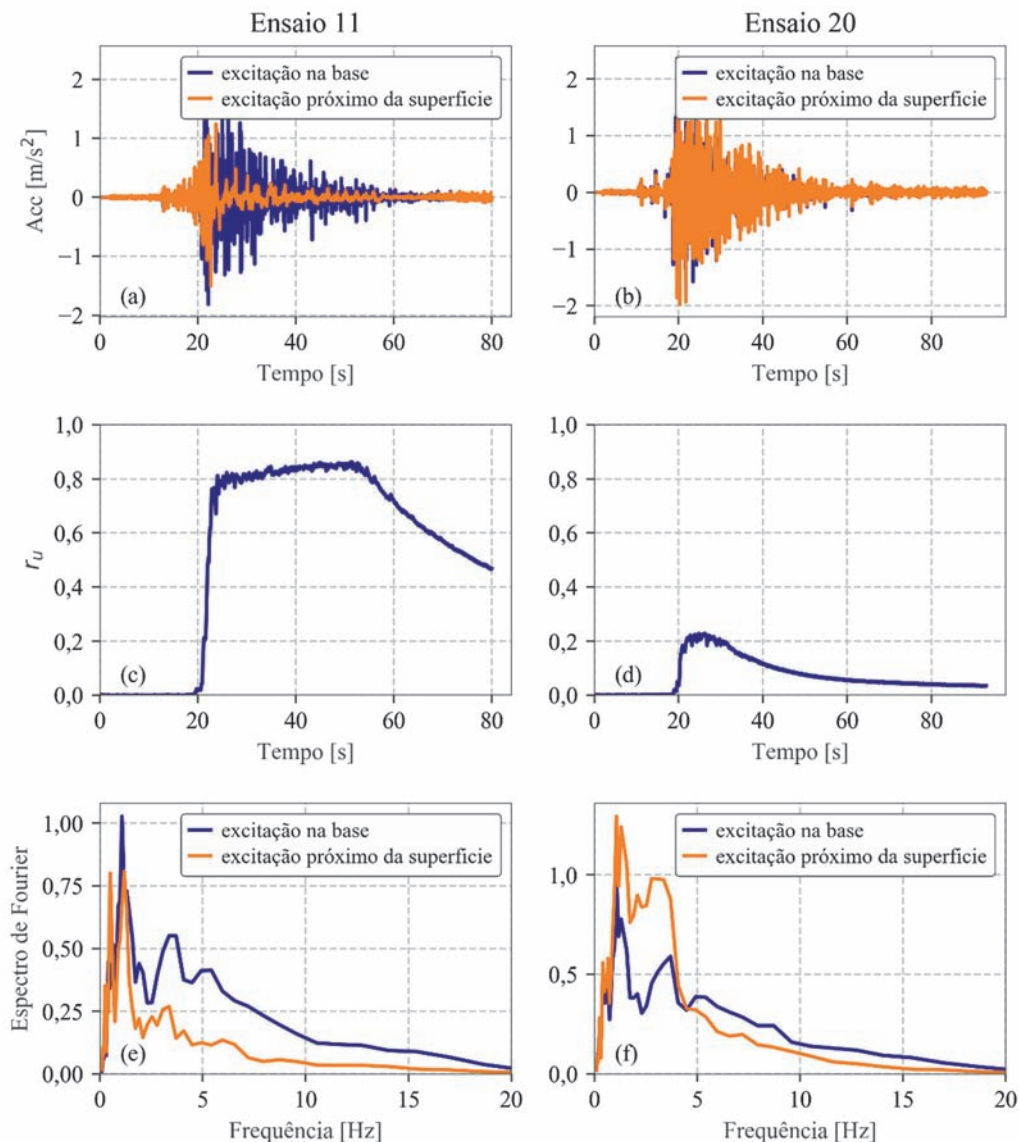 Ensaio 11
Ensaio 20
excitação na base
excitação próximo da superficie
2
1
0
−1
−2
Acc [m/s²]
(a)
0 20 40 60 80
Tempo [s]
excitação na base
excitação próximo da superficie
2
1
0
−1
−2
(b)
0 20 40 60 80
Tempo [s]
1,0
0,8
0,6
0,4
0,2
0,0
r_u
(c)
0 20 40 60 80
Tempo [s]
1,0
0,8
0,6
0,4
0,2
0,0
(d)
0 20 40 60 80
Tempo [s]
excitação na base
excitação próximo da superficie
1,00
0,75
0,50
0,25
0,00
Espectro de Fourier
(e)
0 5 10 15 20
Frequência [Hz]
excitação na base
excitação próximo da superficie
1,0
0,5
0,0
(f)
0 5 10 15 20
Frequência [Hz]